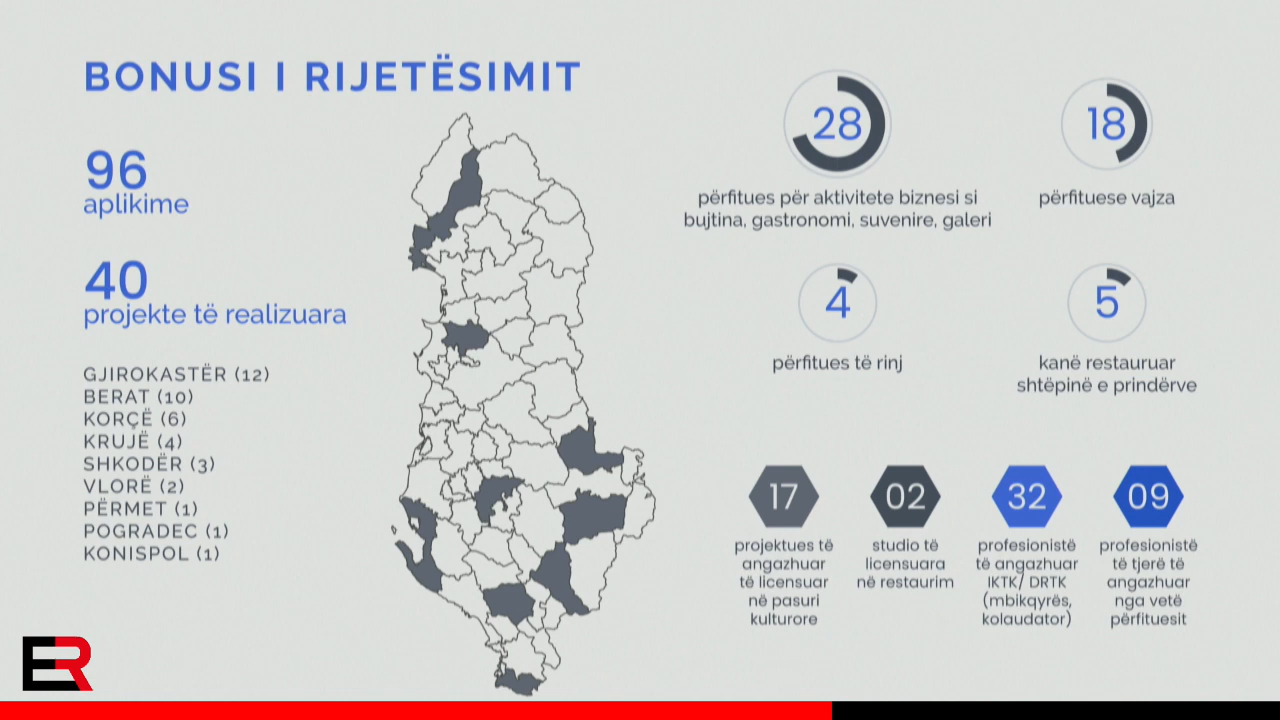 BONUSI I RIJETËSIMIT
96
aplikime
40
projekte të realizuara
GJIROKASTËR (12)
BERAT (10)
KORÇË (6)
KRUJË (4)
SHKODËR (3)
VLORË (2)
PËRMET (1)
POGRADEC (1)
KONISPOL (1)
28
përfitues për aktivitete biznesi si
bujtina, gastronomi, suvenire, galeri
18
përfituese vajza
4
përfitues të rinj
5
kanë restauruar
shtëpinë e prindërve
17
projektues të
angazhuar
të licensuar
në pasuri
kulturore
02
studio të
licensuara
në restaurim
32
profesionistë
të angazhuar
IKTK/ DRTK
(mbikqyrës,
kolaudator)
09
profesionistë
të tjerë të
angazhuar
nga vetë
përfituesit
ER